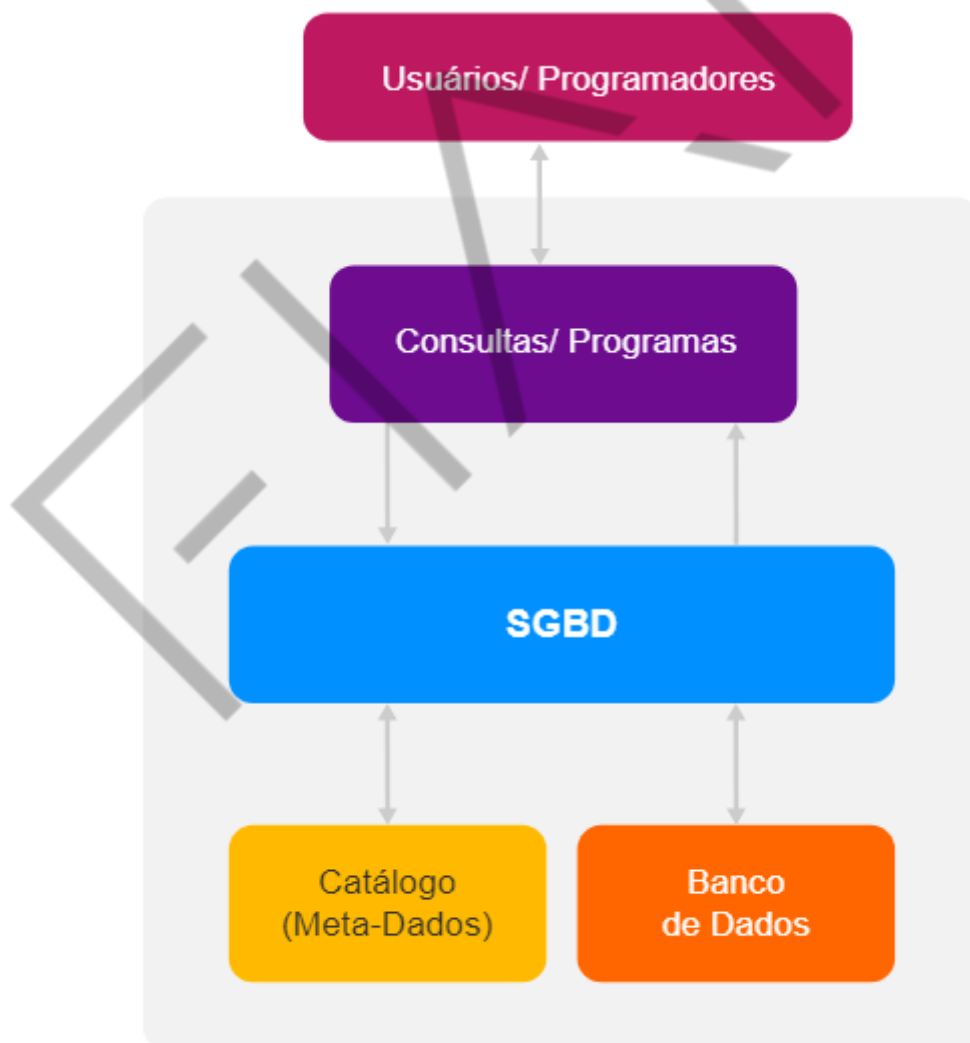 Usuários/ Programadores
Consultas/ Programas
SGBD
Catálogo
(Meta-Dados)
Banco
de Dados